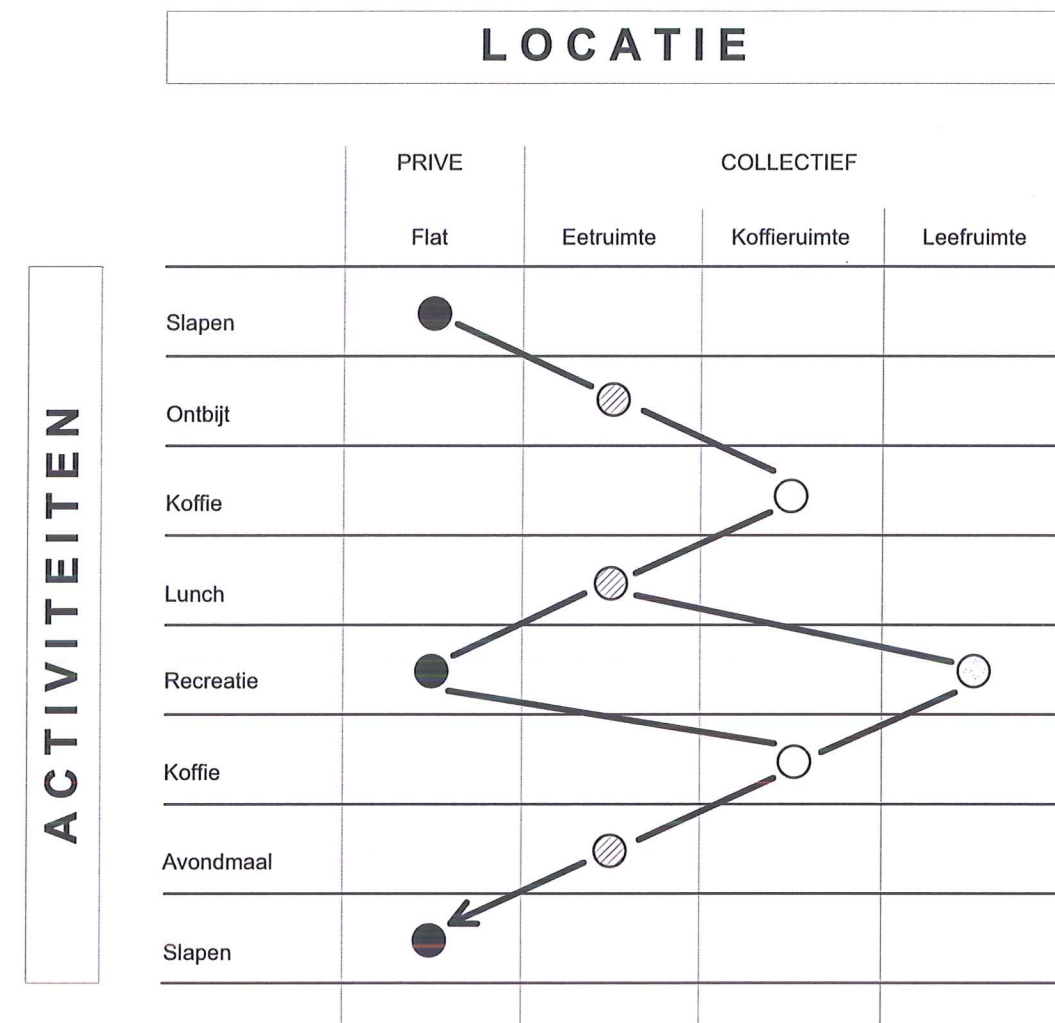 LOCATIE
PRIVE COLLECTIEF
Flat Eetruimte Koffieruimte Leefruimte
ACTIVITEITEN
Slapen
Ontbijt
Koffie
Lunch
Recreatie
Koffie
Avondmaal
Slapen